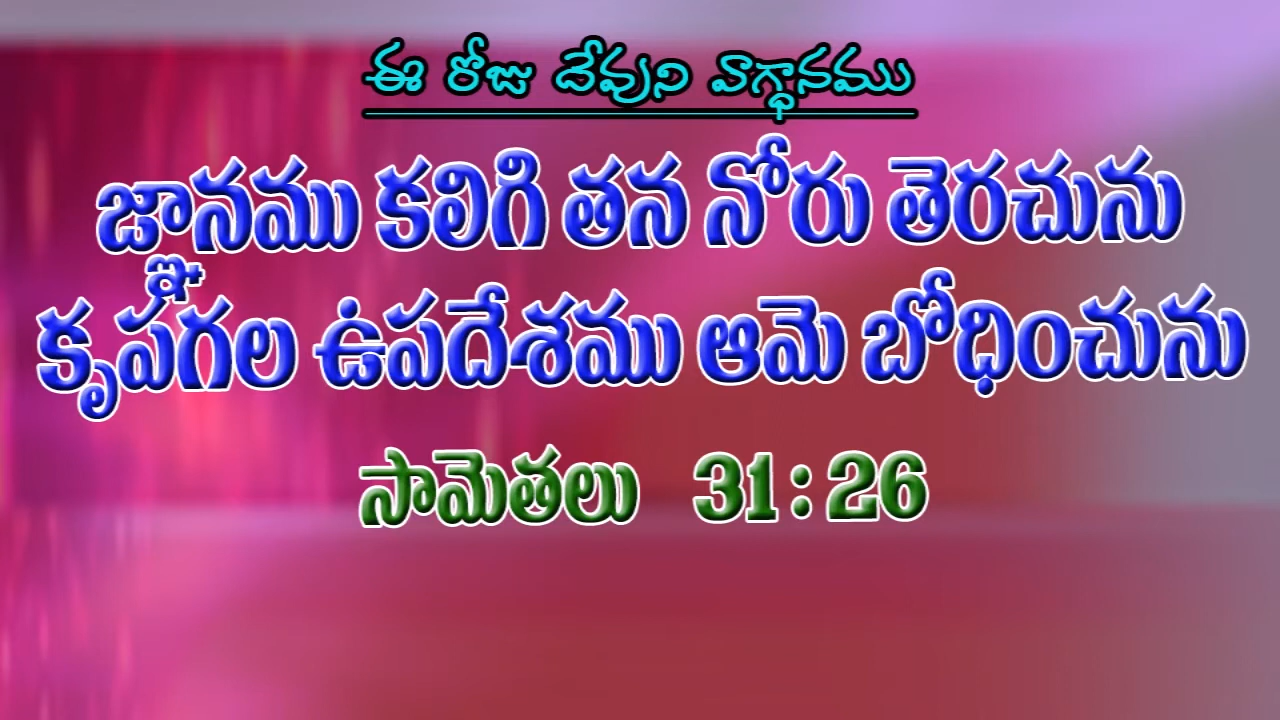 ఈ రోజు దేవుని వాగ్ధానము
జ్ఞానము కలిగి తన నోరు తెరచును
కృపగల ఉపదేశము ఆమె బోధించును
సామెతలు 31:26